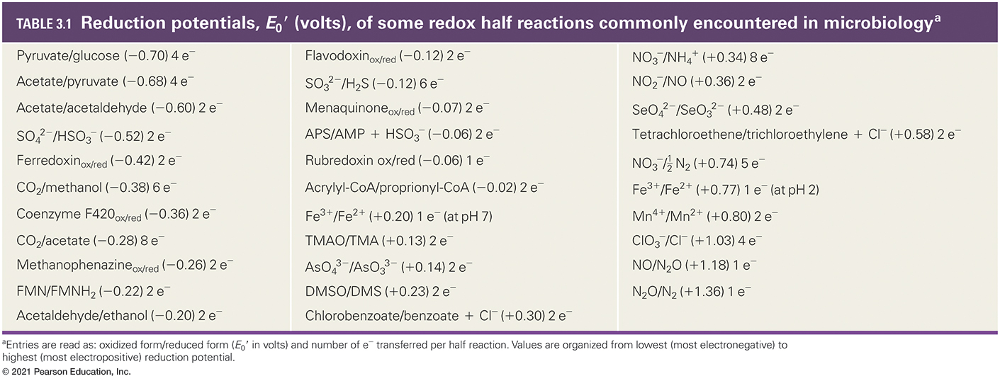 TABLE 3.1 Reduction potentials, E₀′ (volts), of some redox half reactions commonly encountered in microbiologyᵃ
Pyruvate/glucose (−0.70) 4 e⁻
Acetate/pyruvate (−0.68) 4 e⁻
Acetate/acetaldehyde (−0.60) 2 e⁻
SO₄²⁻/HSO₃⁻ (−0.52) 2 e⁻
Ferredoxin ox/red (−0.42) 2 e⁻
CO₂/methanol (−0.38) 6 e⁻
Coenzyme F420 ox/red (−0.36) 2 e⁻
CO₂/acetate (−0.28) 8 e⁻
Methanophenazine ox/red (−0.26) 2 e⁻
FMN/FMNH₂ (−0.22) 2 e⁻
Acetaldehyde/ethanol (−0.20) 2 e⁻
Flavodoxin ox/red (−0.12) 2 e⁻
SO₃²⁻/H₂S (−0.12) 6 e⁻
Menaquinone ox/red (−0.07) 2 e⁻
APS/AMP + HSO₃⁻ (−0.06) 2 e⁻
Rubredoxin ox/red (−0.06) 1 e⁻
Acrylyl-CoA/proprionyl-CoA (−0.02) 2 e⁻
Fe³⁺/Fe²⁺ (+0.20) 1 e⁻ (at pH 7)
TMAO/TMA (+0.13) 2 e⁻
AsO₄³⁻/AsO₃³⁻ (+0.14) 2 e⁻
DMSO/DMS (+0.23) 2 e⁻
Chlorobenzoate/benzoate + Cl⁻ (+0.30) 2 e⁻
NO₃⁻/NH₄⁺ (+0.34) 8 e⁻
NO₂⁻/NO (+0.36) 2 e⁻
SeO₄²⁻/SeO₃²⁻ (+0.48) 2 e⁻
Tetrachloroethene/trichloroethylene + Cl⁻ (+0.58) 2 e⁻
NO₃⁻/½ N₂ (+0.74) 5 e⁻
Fe³⁺/Fe²⁺ (+0.77) 1 e⁻ (at pH 2)
Mn⁴⁺/Mn²⁺ (+0.80) 2 e⁻
ClO₃⁻/Cl⁻ (+1.03) 4 e⁻
NO/N₂O (+1.18) 1 e⁻
N₂O/N₂ (+1.36) 1 e⁻
ᵃEntries are read as: oxidized form/reduced form (E₀′ in volts) and number of e⁻ transferred per half reaction. Values are organized from lowest (most electronegative) to
highest (most electropositive) reduction potential.
© 2021 Pearson Education, Inc.